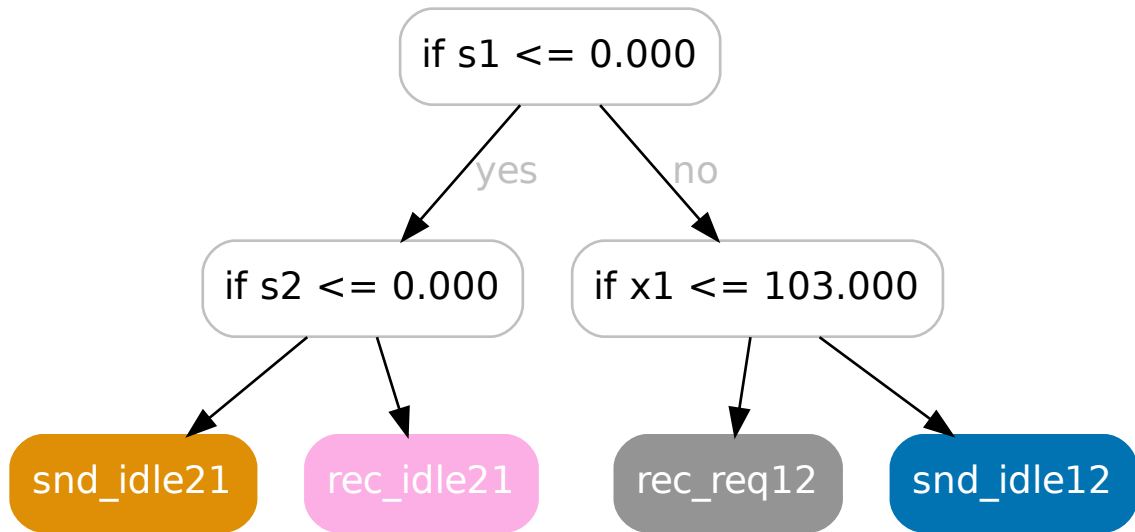 if s1 <= 0.000
yes
no
if s2 <= 0.000
if x1 <= 103.000
snd_idle21
rec_idle21
rec_req12
snd_idle12